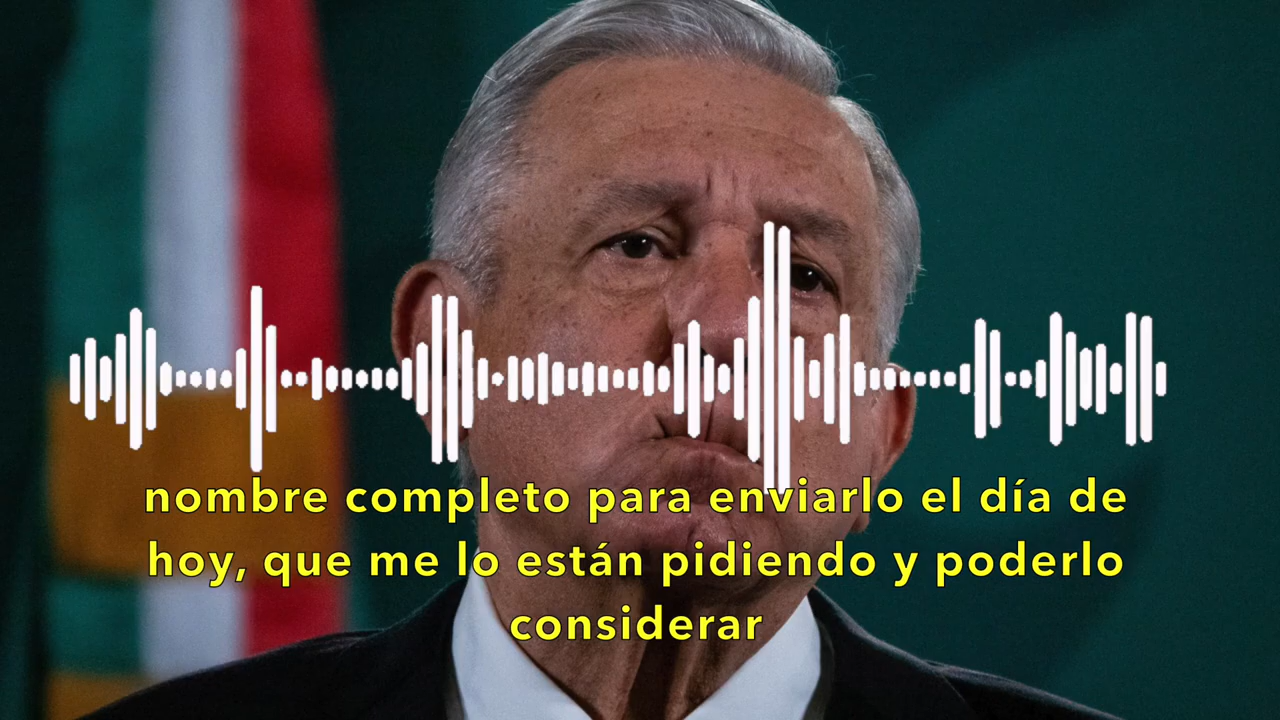 nombre completo para enviarlo el día de
hoy, que me lo están pidiendo y poderlo
considerar